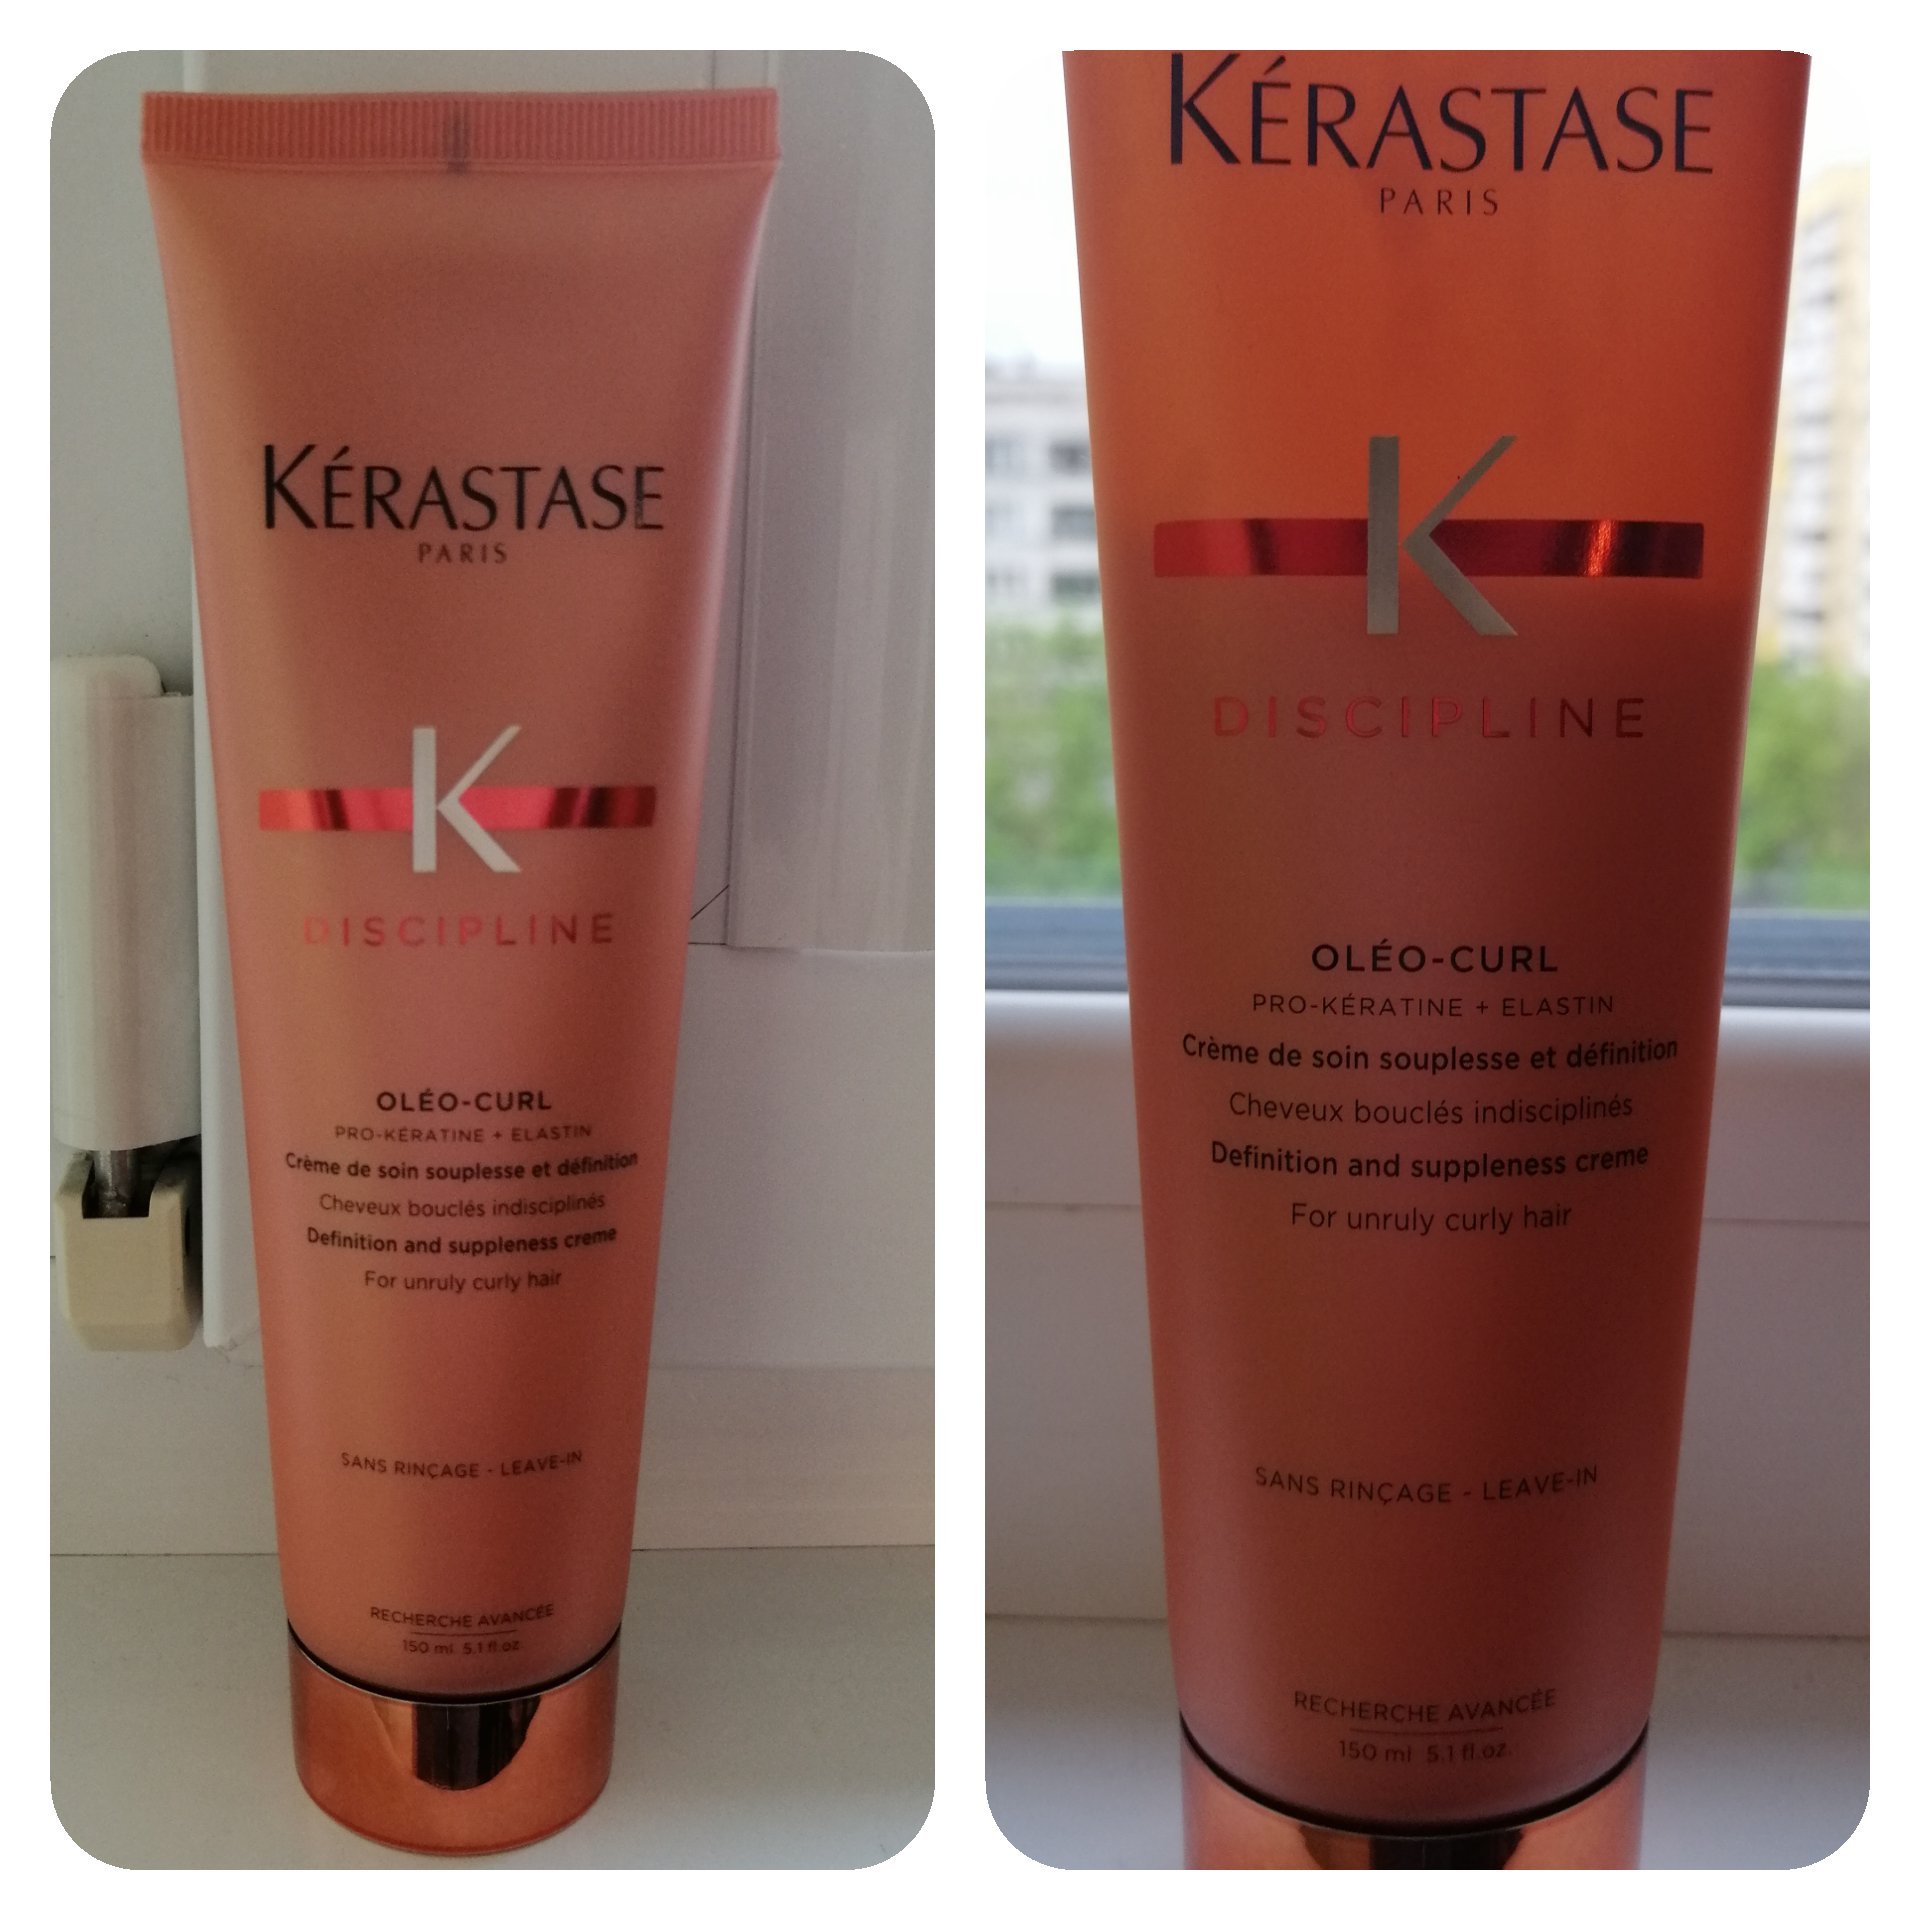 KÉRASTASE
PARIS
K
DISCIPLINE
OLÉO-CURL
PRO-KÉRATINE + ELASTIN
Crème de soin souplesse et définition
Cheveux bouclés indisciplinés
Definition and suppleness creme
For unruly curly hair
SANS RINÇAGE - LEAVE-IN
RECHERCHE AVANCÉE
150 ml 5.1 fl.oz.
KÉRASTASE
PARIS
K
DISCIPLINE
OLÉO-CURL
PRO-KÉRATINE + ELASTIN
Crème de soin souplesse et définition
Cheveux bouclés indisciplinés
Definition and suppleness creme
For unruly curly hair
SANS RINÇAGE - LEAVE-IN
RECHERCHE AVANCÉE
150 ml 5.1 fl.oz.